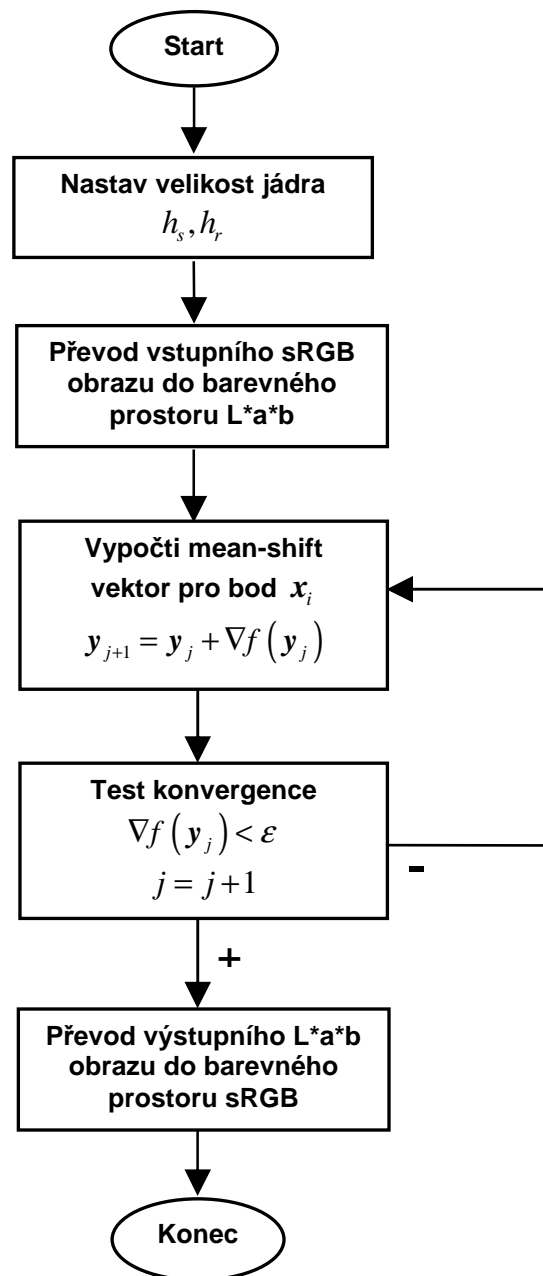 Start
Nastav velikost jádra
h_s, h_r
Převod vstupního sRGB
obrazu do barevného
prostoru L*a*b
Vypočti mean-shift
vektor pro bod x_i
y_{j+1} = y_j + ∇f(y_j)
Test konvergence
∇f(y_j) < ε
j = j+1
-
+
Převod výstupního L*a*b
obrazu do barevného
prostoru sRGB
Konec